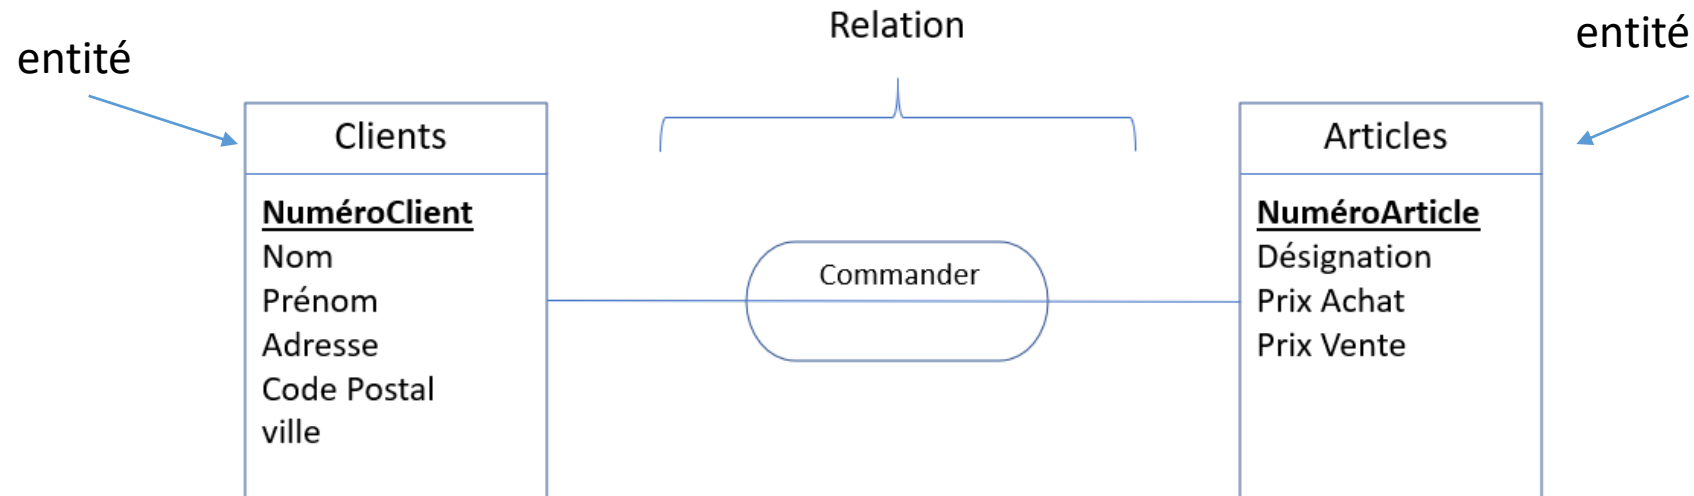 Relation
entité
entité
Clients
NuméroClient
Nom
Prénom
Adresse
Code Postal
ville
Commander
Articles
NuméroArticle
Désignation
Prix Achat
Prix Vente